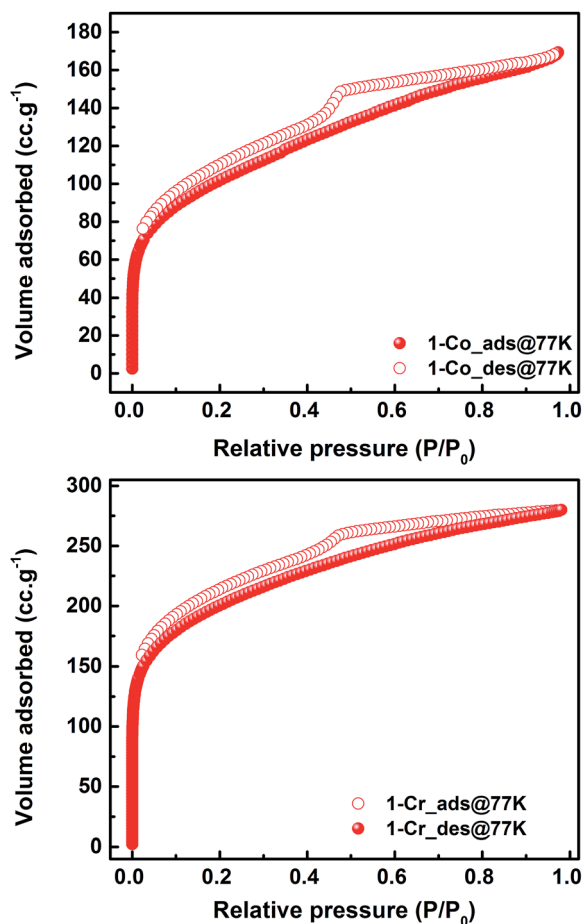 180
160
140
120
100
80
60
40
20
0
Volume adsorbed (cc.g⁻¹)
1-Co_ads@77K
1-Co_des@77K
0.0 0.2 0.4 0.6 0.8 1.0
Relative pressure (P/P₀)
300
250
200
150
100
50
0
Volume adsorbed (cc.g⁻¹)
1-Cr_ads@77K
1-Cr_des@77K
0.0 0.2 0.4 0.6 0.8 1.0
Relative pressure (P/P₀)